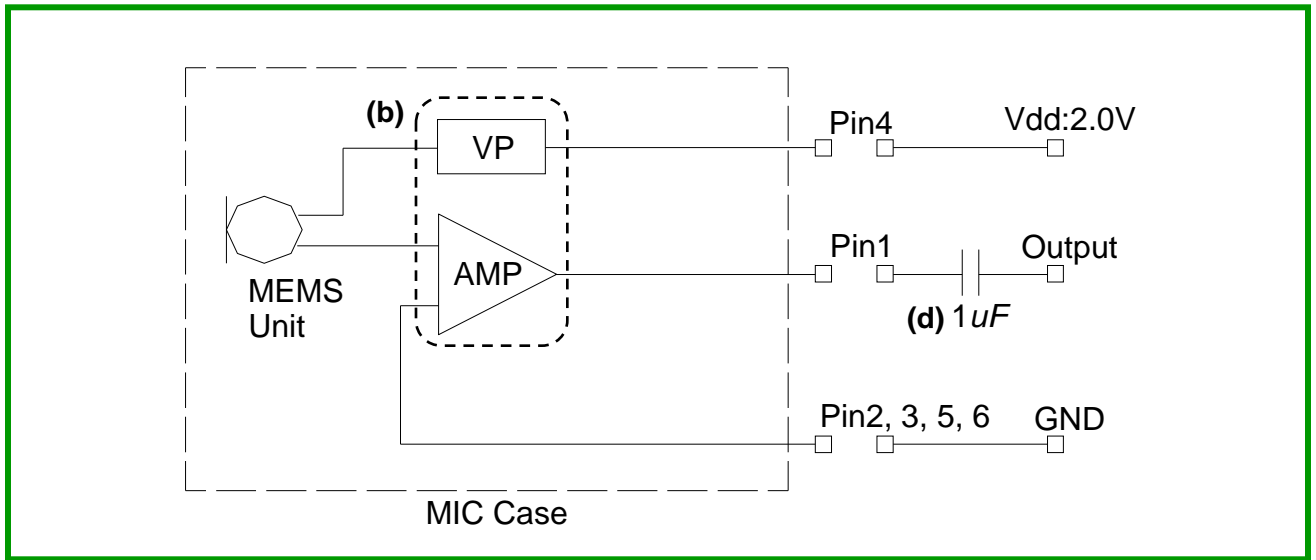 (b)
VP
Pin4
Vdd:2.0V
MEMS
Unit
AMP
Pin1
Output
(d) 1uF
Pin2, 3, 5, 6
GND
MIC Case